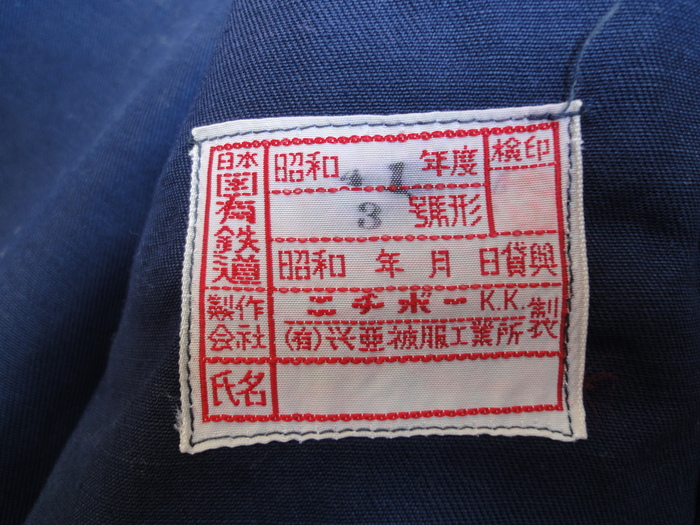 日本
国有鉄道
昭和 41 年度
検印
3 號形
昭和 年 月 日貸與
製作会社
ニチボー K.K.
(有)兴亜被服工業所
製
氏名